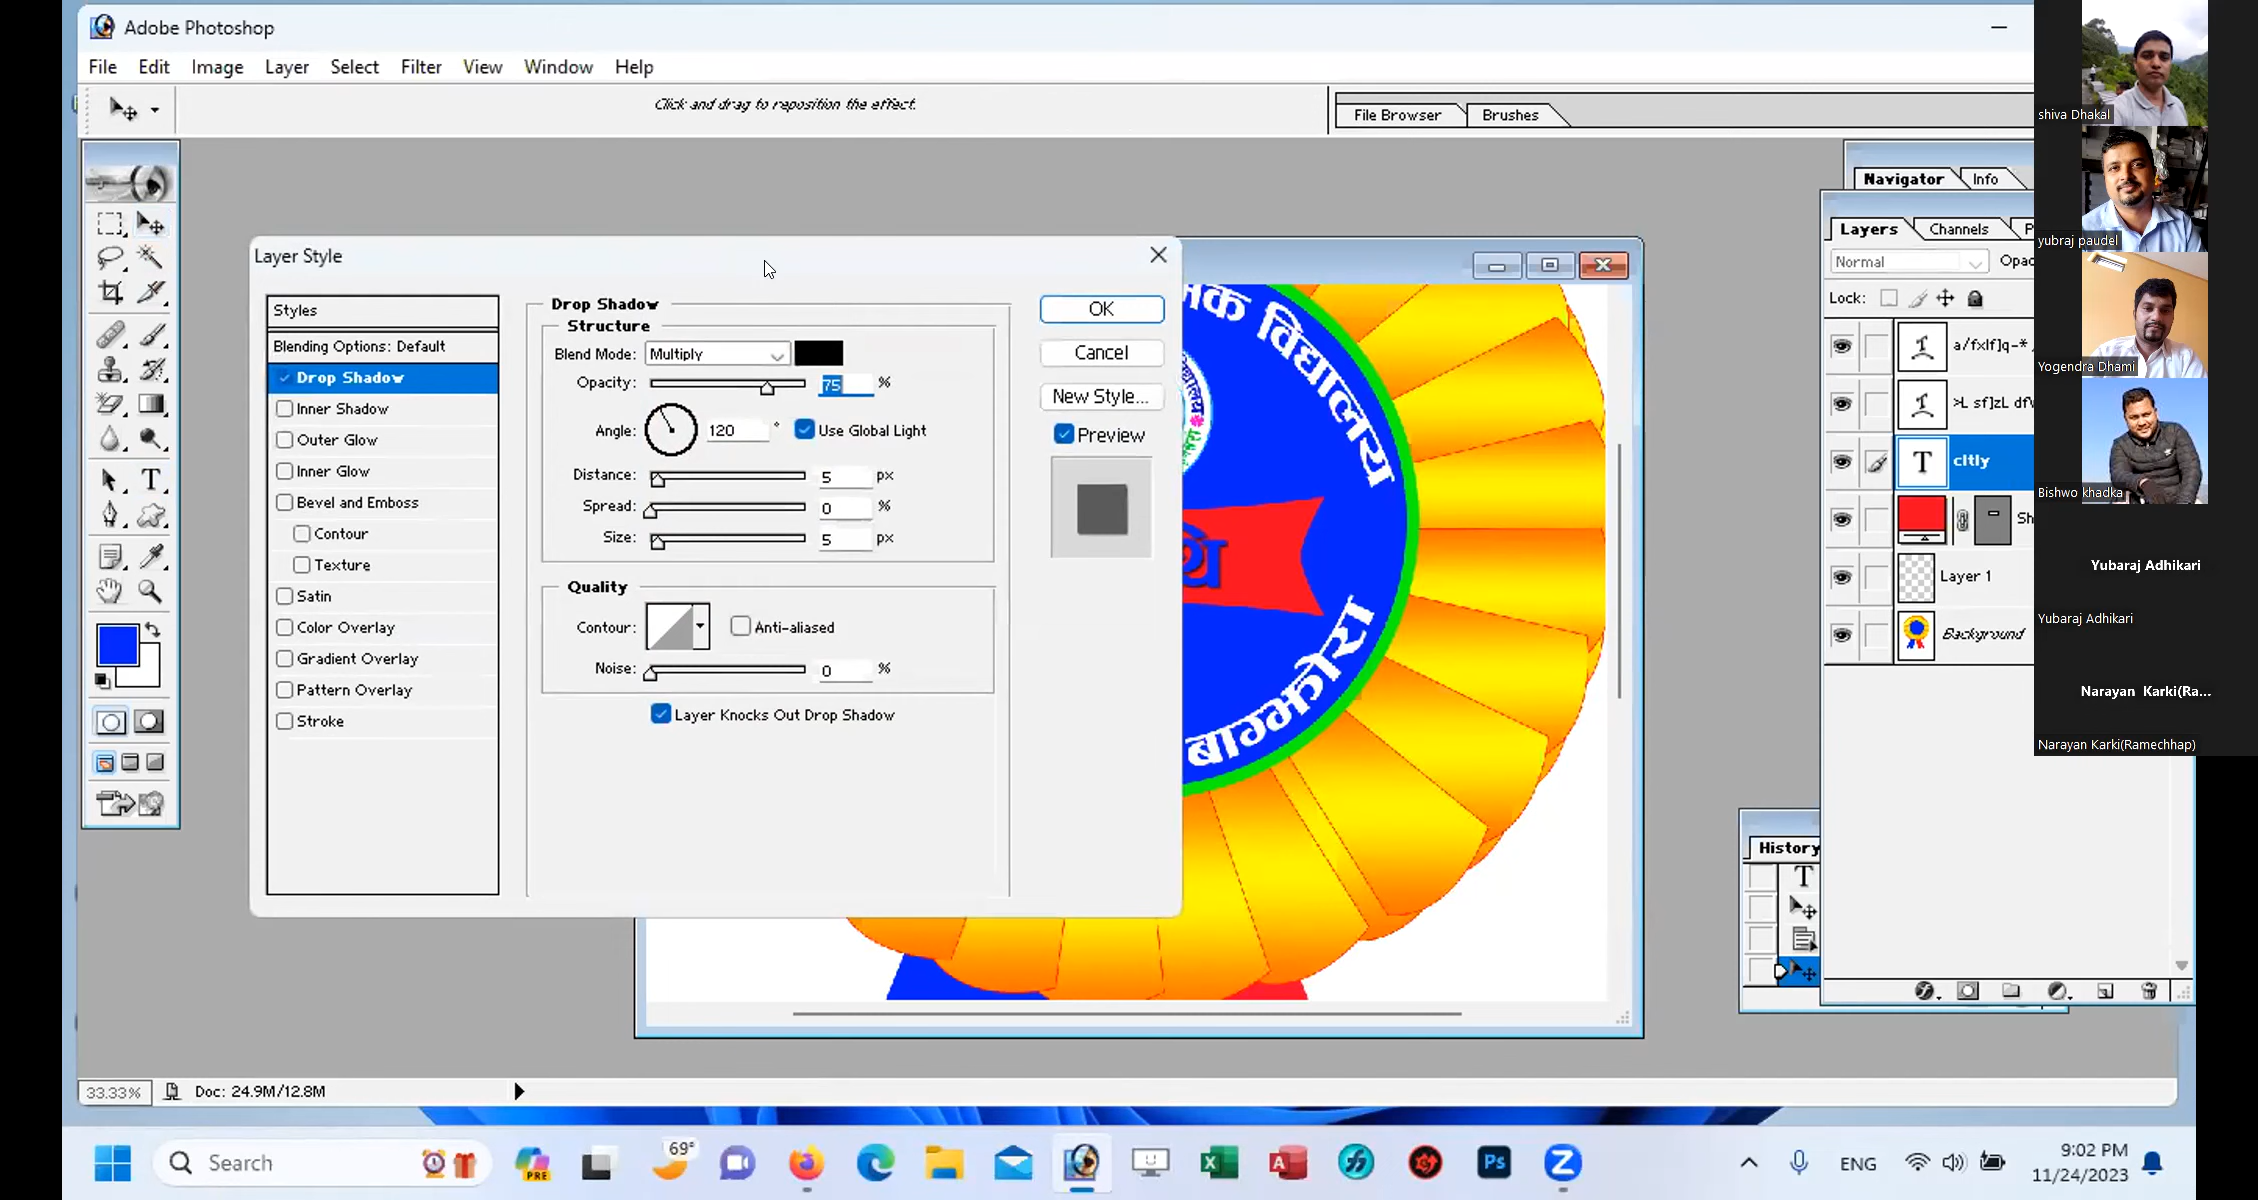 Adobe Photoshop
File Edit Image Layer Select Filter View Window Help
Click and drag to reposition the effect.
File Browser
Brushes
Navigator
Info
Layers
Channels
Normal
Opac
Lock:
a/fxlf]q-*
>L sf]zL
cltly
Sh
Layer 1
Background
History
Layer Style
Styles
Blending Options: Default
Drop Shadow
Inner Shadow
Outer Glow
Inner Glow
Bevel and Emboss
Contour
Texture
Satin
Color Overlay
Gradient Overlay
Pattern Overlay
Stroke
Drop Shadow
Structure
Blend Mode: Multiply
Opacity: 75 %
Angle: 120 ° Use Global Light
Distance: 5 px
Spread: 0 %
Size: 5 px
Quality
Contour: Anti-aliased
Noise: 0 %
Layer Knocks Out Drop Shadow
OK
Cancel
New Style...
Preview
विद्यालय
33.33% Doc: 24.9M/12.8M
shiva Dhakal
yubraj paudel
Yogendra Dhami
Bishwo khadka
Yubaraj Adhikari
Yubaraj Adhikari
Narayan Karki(Ra...
Narayan Karki(Ramechhap)
Search
PRE
69°
Ps
ENG
9:02 PM
11/24/2023